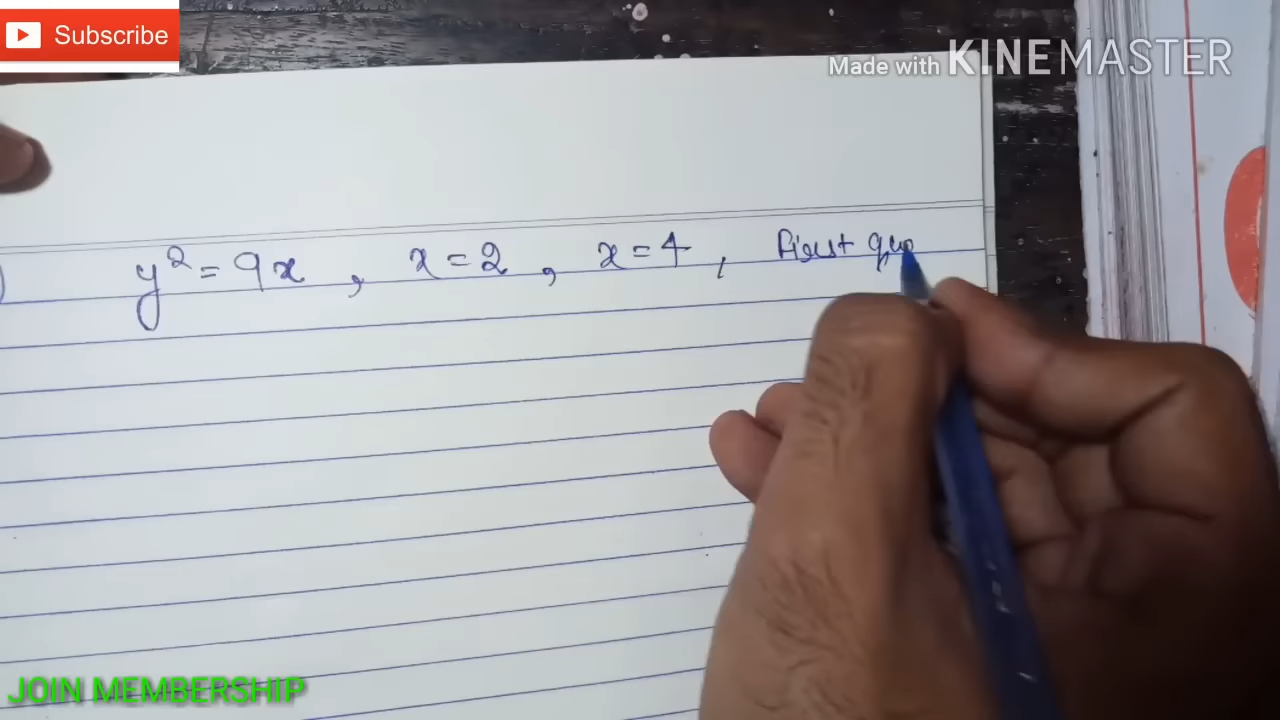 Subscribe
Made with KINEMASTER
y² = 9x , x = 2 , x = 4 , First
JOIN MEMBERSHIP